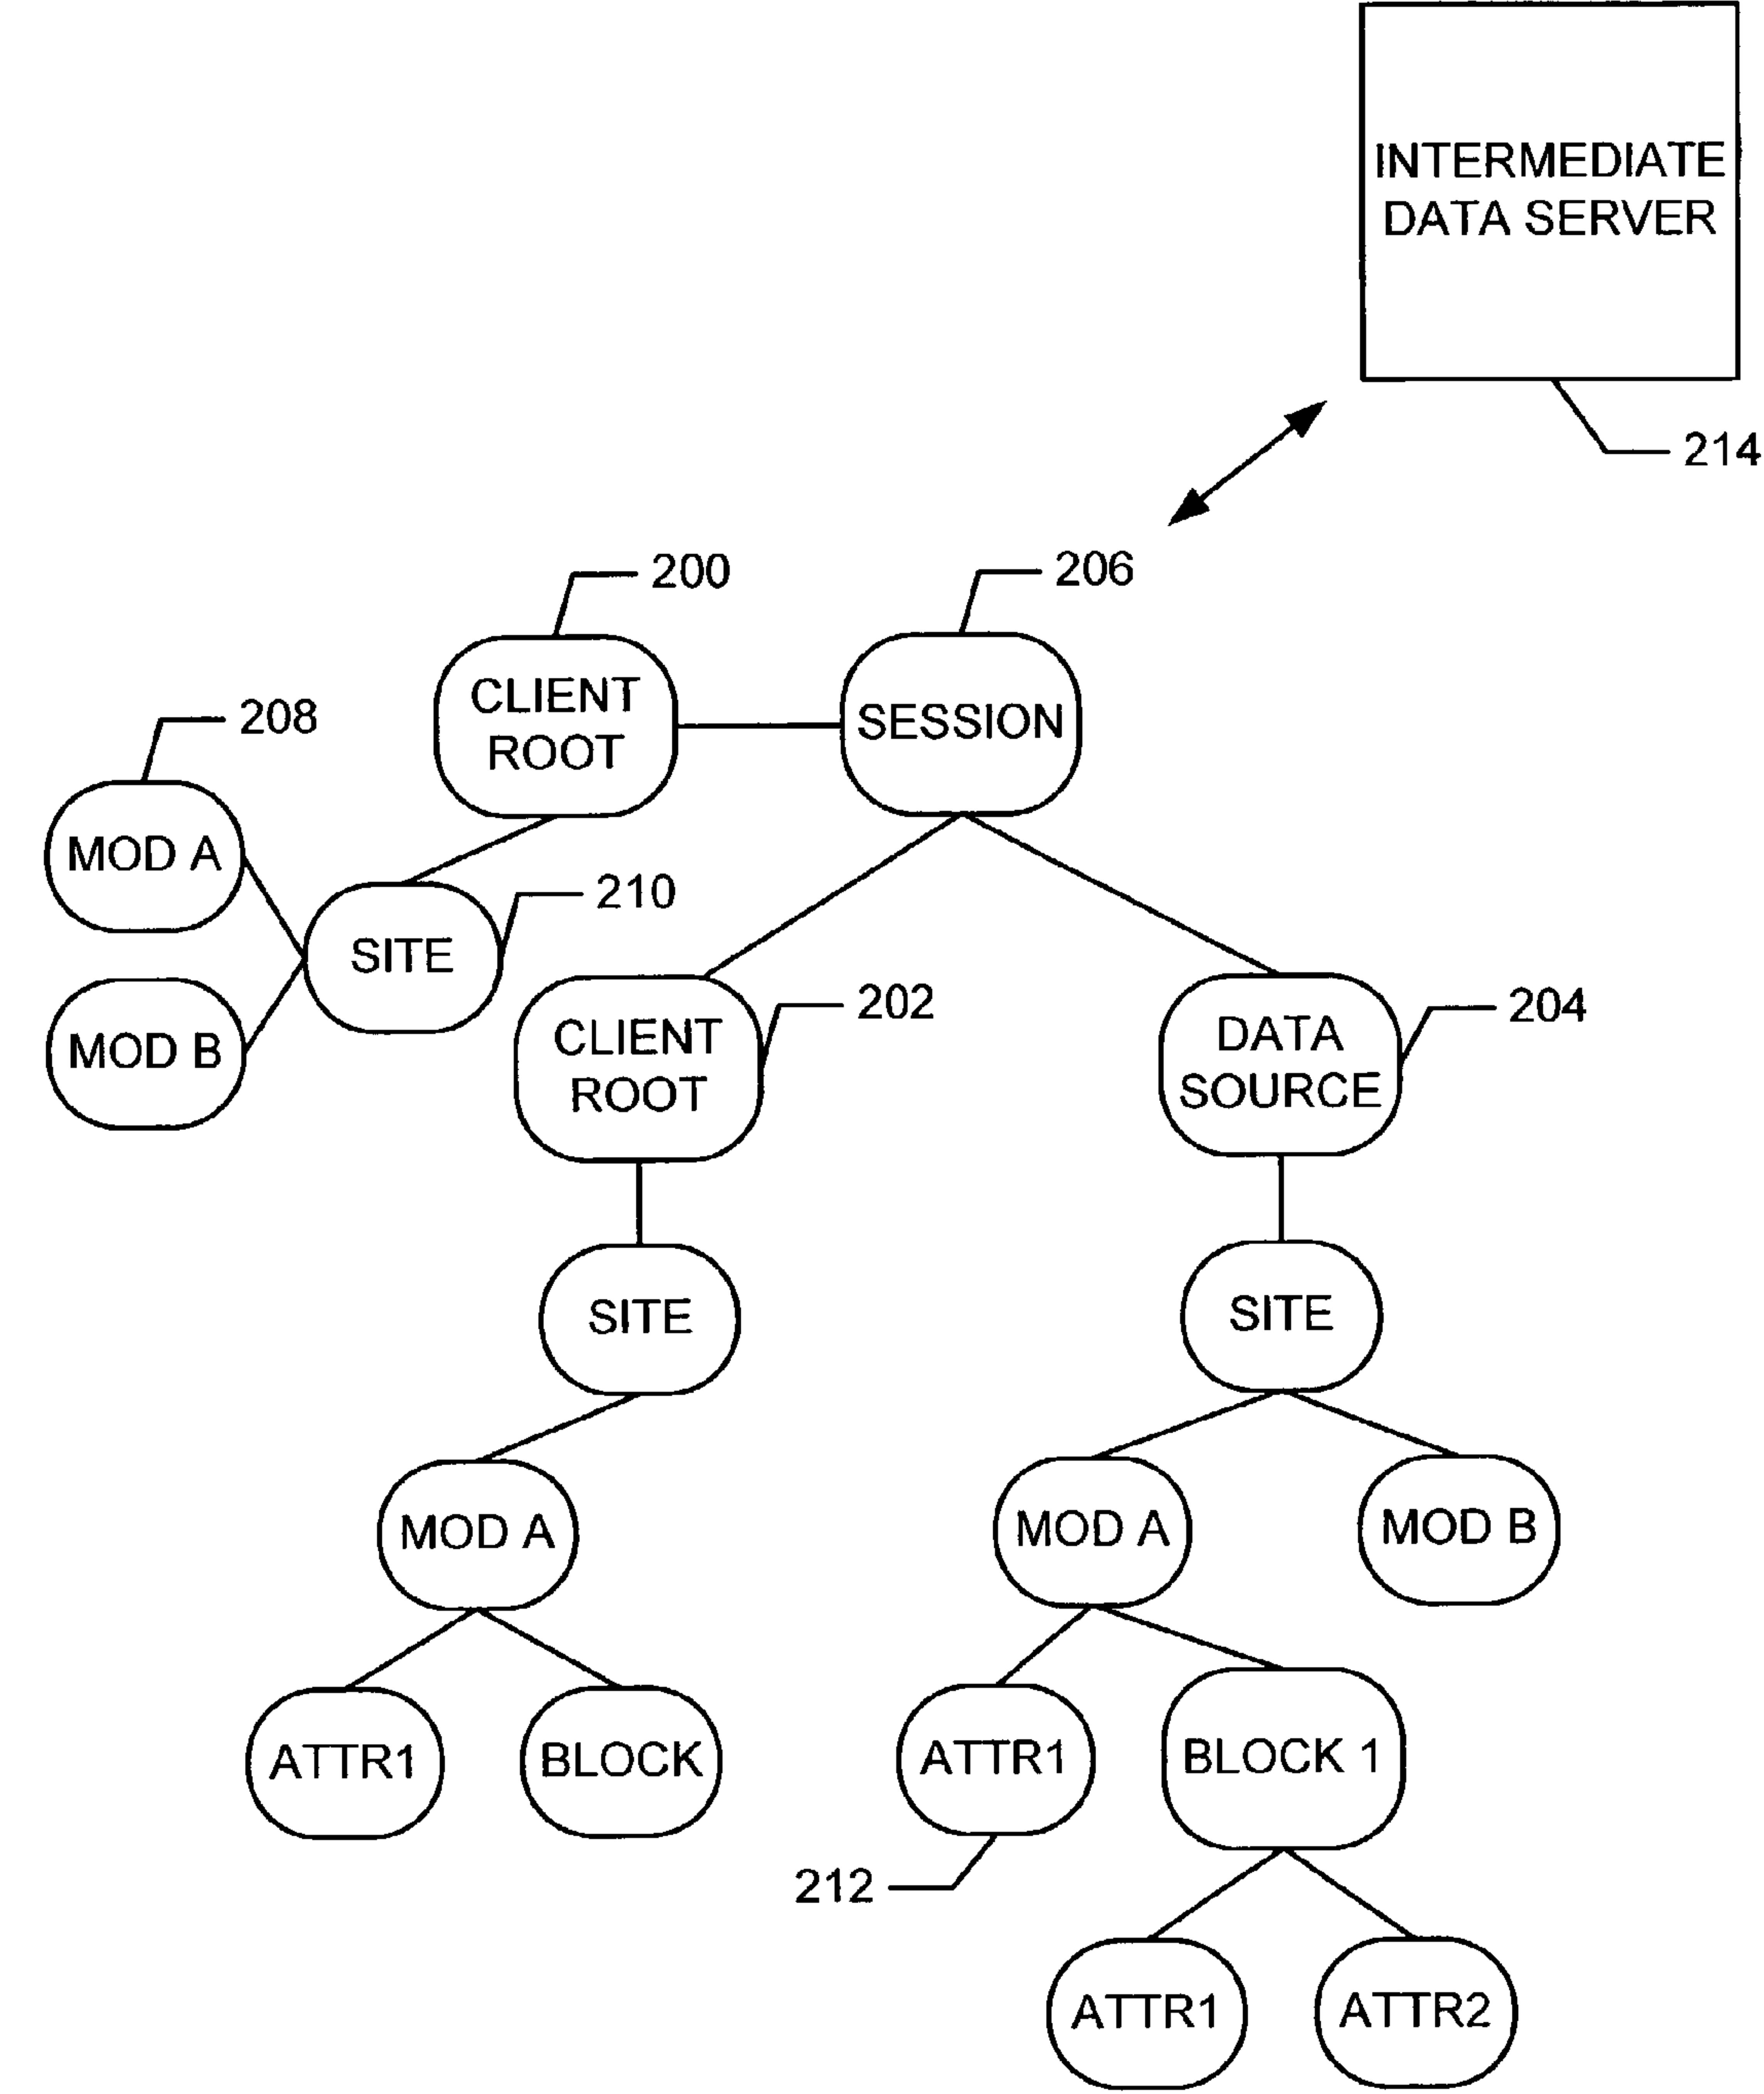 INTERMEDIATE
DATA SERVER
214
200
206
CLIENT
ROOT
SESSION
208
MOD A
210
SITE
MOD B
202
CLIENT
ROOT
204
DATA
SOURCE
SITE
SITE
MOD A
MOD A
MOD B
ATTR1
BLOCK
ATTR1
BLOCK 1
212
ATTR1
ATTR2